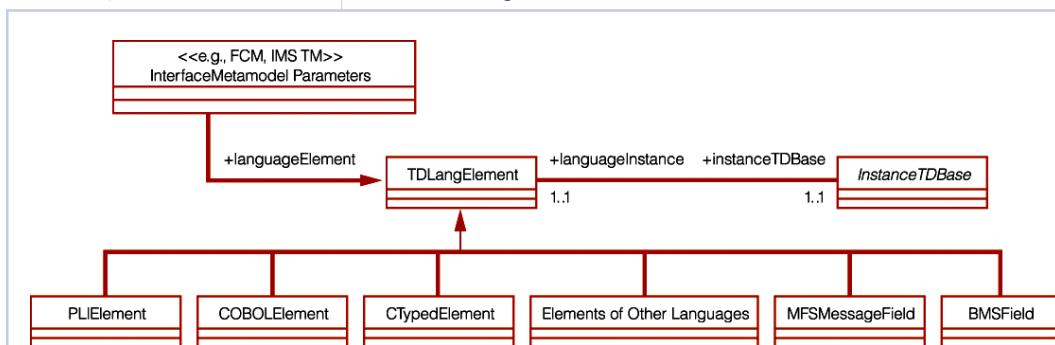 <<e.g., FCM, IMS TM>>
InterfaceMetamodel Parameters
+languageElement
TDLangElement
+languageInstance +instanceTDBase
1..1 1..1
InstanceTDBase
PLIElement COBOLElement CTypedElement Elements of Other Languages MFSMessageField BMSField